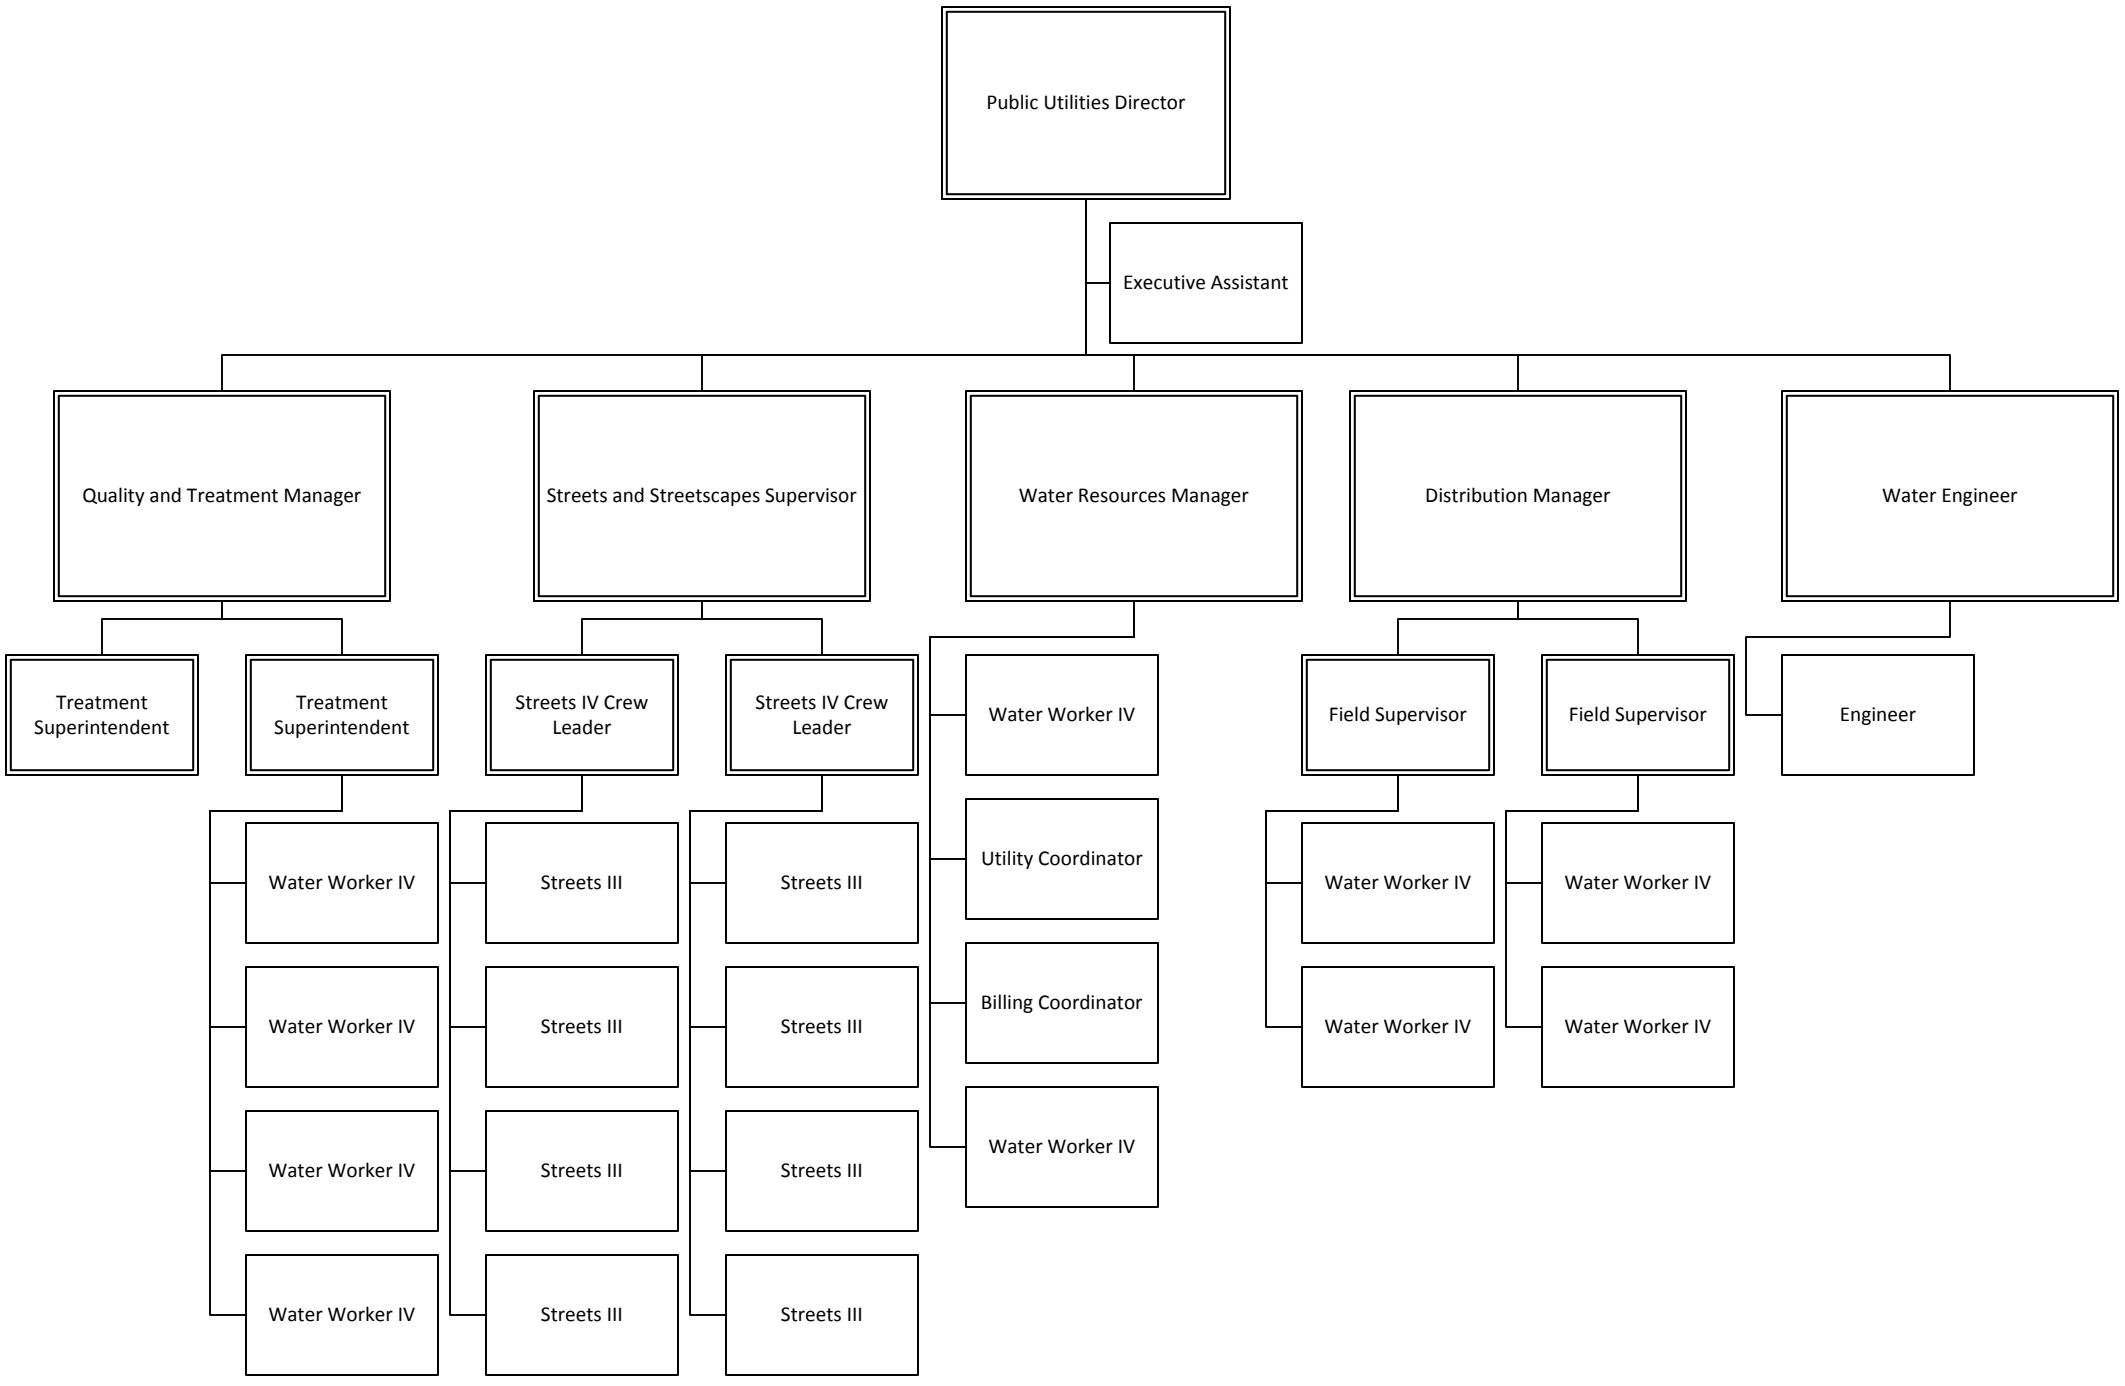 Public Utilities Director
Executive Assistant
Quality and Treatment Manager
Streets and Streetscapes Supervisor
Water Resources Manager
Distribution Manager
Water Engineer
Treatment
Superintendent
Treatment
Superintendent
Streets IV Crew
Leader
Streets IV Crew
Leader
Water Worker IV
Field Supervisor
Field Supervisor
Engineer
Water Worker IV
Streets III
Streets III
Utility Coordinator
Water Worker IV
Water Worker IV
Water Worker IV
Streets III
Streets III
Billing Coordinator
Water Worker IV
Water Worker IV
Water Worker IV
Streets III
Streets III
Water Worker IV
Water Worker IV
Streets III
Streets III